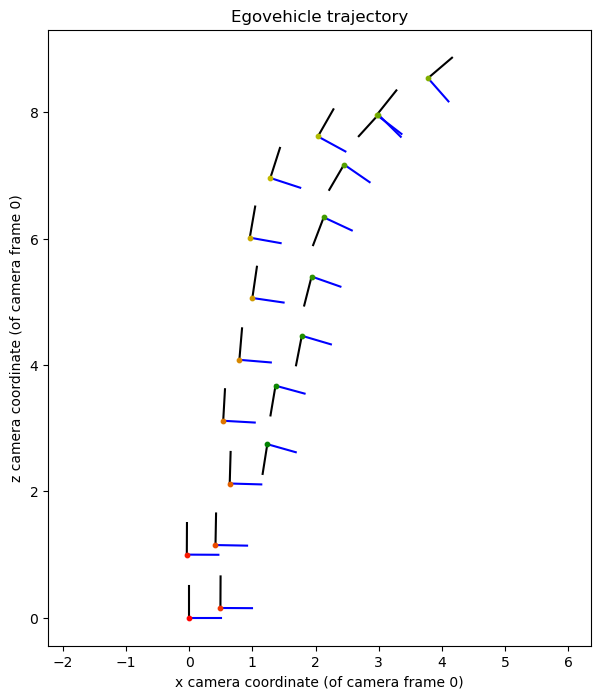 Egovehicle trajectory
z camera coordinate (of camera frame 0)
8
6
4
2
0
−2 −1 0 1 2 3 4 5 6
x camera coordinate (of camera frame 0)